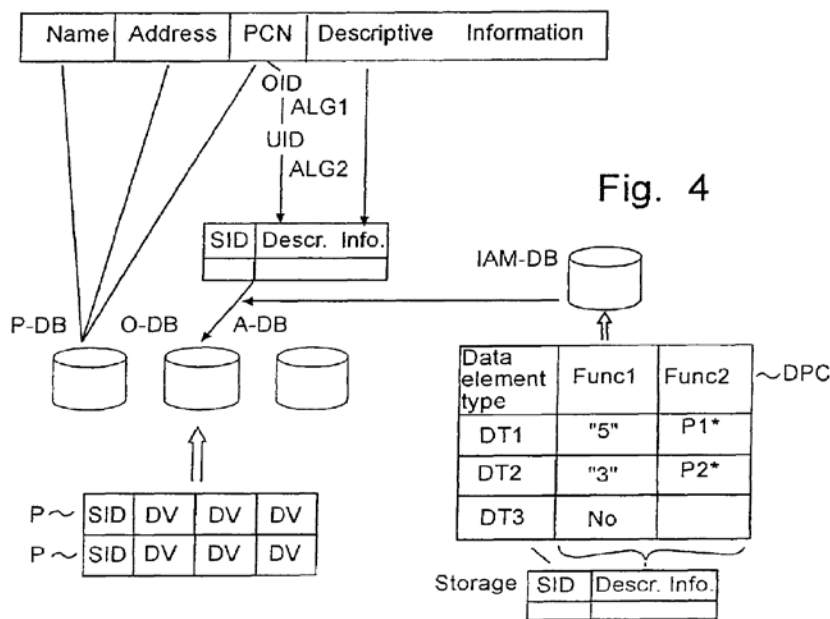 Name Address PCN Descriptive Information
OID
ALG1
UID
ALG2
Fig. 4
SID Descr. Info.
IAM-DB
P-DB O-DB A-DB
Data element type Func1 Func2 ~DPC
DT1 "5" P1*
DT2 "3" P2*
DT3 No
P~ SID DV DV DV
P~ SID DV DV DV
Storage SID Descr. Info.